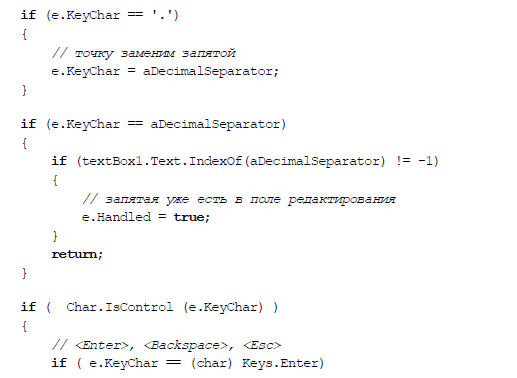 if (e.KeyChar == '.')
{
// точку заменим запятой
e.KeyChar = aDecimalSeparator;
}
if (e.KeyChar == aDecimalSeparator)
{
if (textBox1.Text.IndexOf(aDecimalSeparator) != -1)
{
// запятая уже есть в поле редактирования
e.Handled = true;
}
return;
}
if ( Char.IsControl (e.KeyChar) )
{
// <Enter>, <Backspace>, <Esc>
if ( e.KeyChar == (char) Keys.Enter)